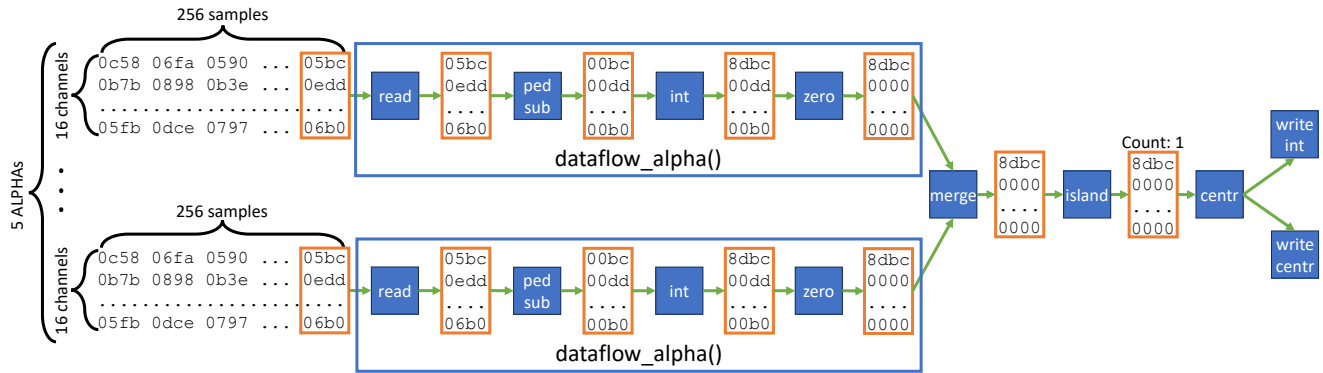 256 samples
5 ALPHAs
16 channels
0c58 06fa 0590 ... 05bc
0b7b 0898 0b3e ... 0edd
.......................
05fb 0dce 0797 ... 06b0
read
05bc
0edd
....
06b0
ped
sub
00bc
00dd
....
00b0
int
8dbc
00dd
....
00b0
zero
8dbc
0000
....
0000
dataflow_alpha()
256 samples
16 channels
0c58 06fa 0590 ... 05bc
0b7b 0898 0b3e ... 0edd
.......................
05fb 0dce 0797 ... 06b0
read
05bc
0edd
....
06b0
ped
sub
00bc
00dd
....
00b0
int
8dbc
00dd
....
00b0
zero
8dbc
0000
....
0000
dataflow_alpha()
merge
8dbc
0000
....
0000
island
Count: 1
8dbc
0000
....
0000
centr
write
int
write
centr